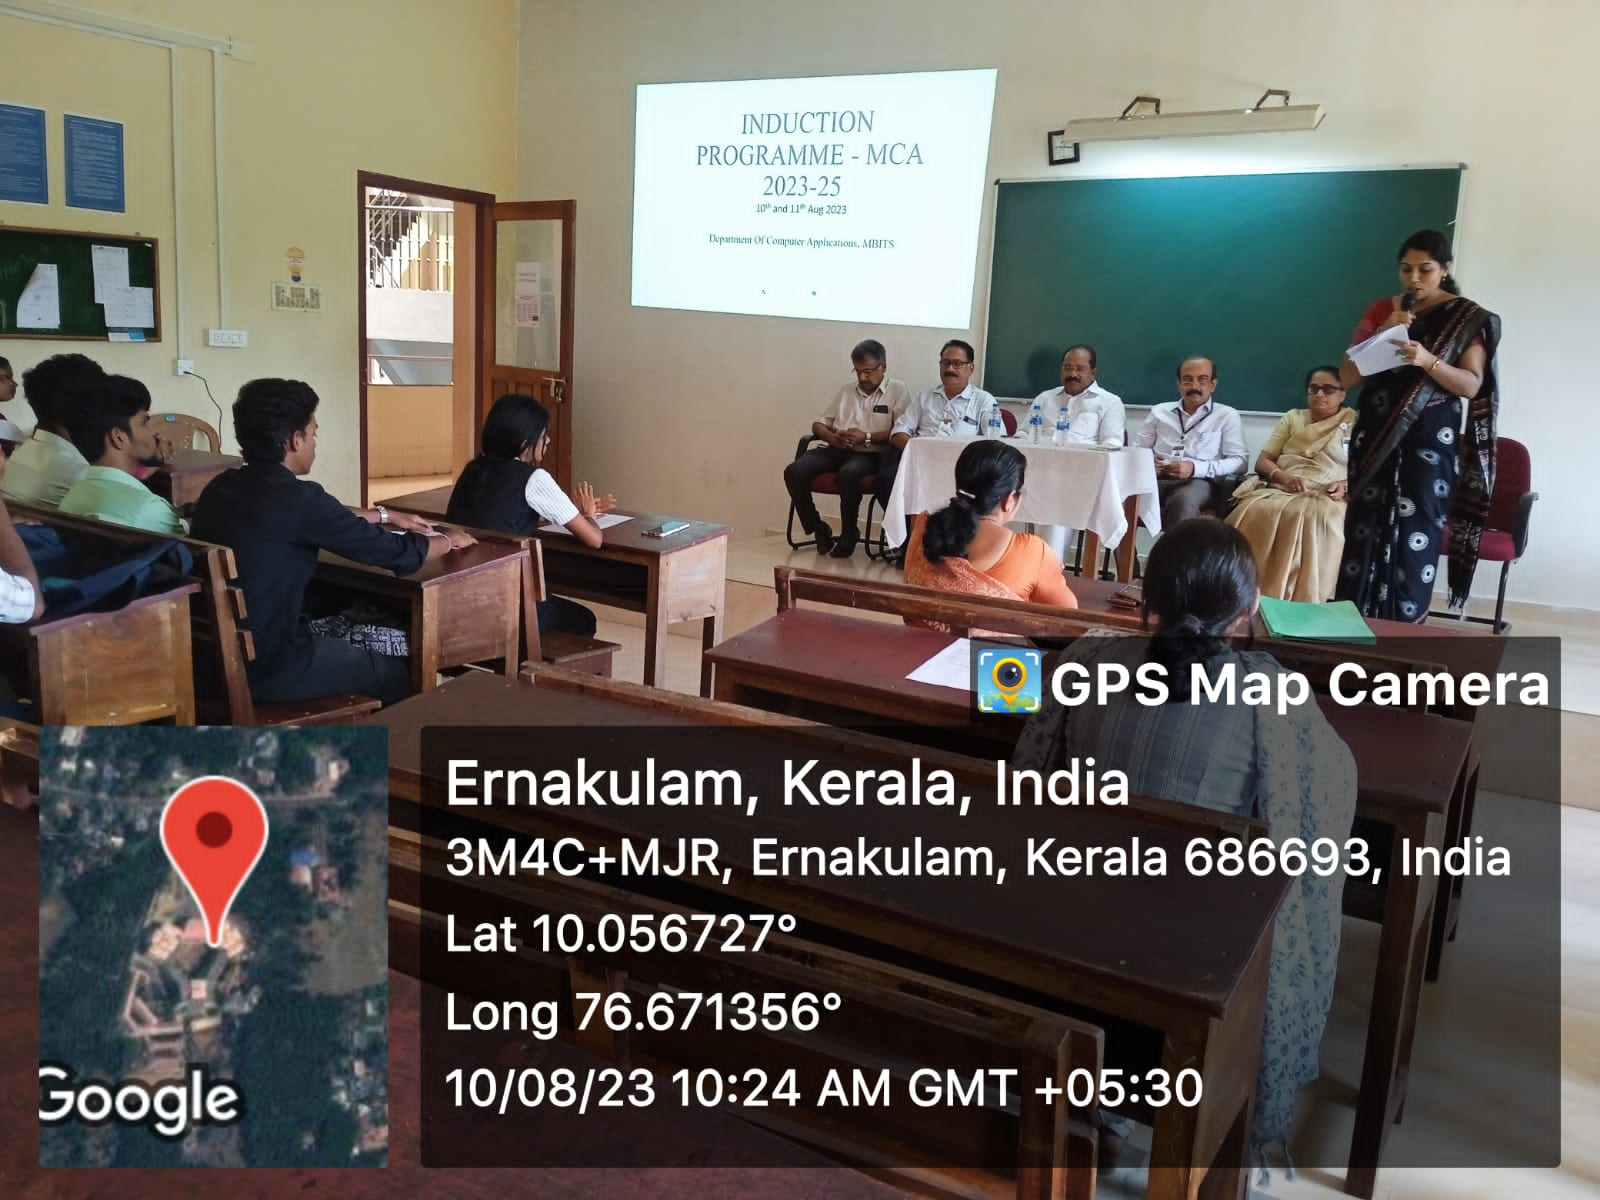 INDUCTION
PROGRAMME - MCA
2023-25
10th and 11th Aug 2023
Department Of Computer Applications, MBITS
GPS Map Camera
Ernakulam, Kerala, India
3M4C+MJR, Ernakulam, Kerala 686693, India
Lat 10.056727°
Long 76.671356°
10/08/23 10:24 AM GMT +05:30
Google